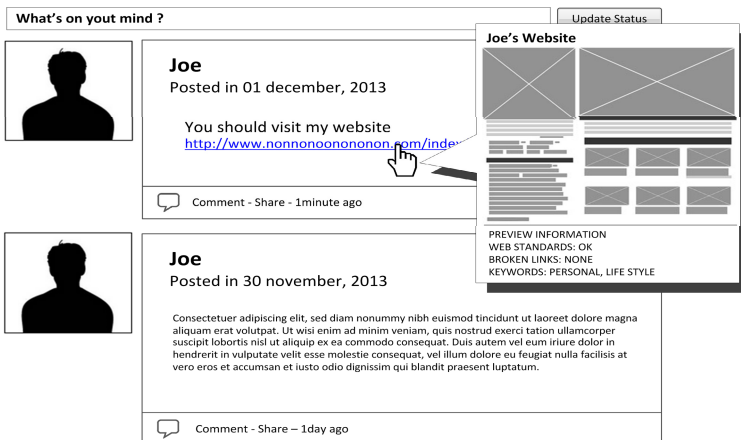 What's on yout mind ?
Update Status
Joe
Posted in 01 december, 2013
You should visit my website
http://www.nonnonoonononon.com/index
Comment - Share - 1minute ago
Joe's Website
PREVIEW INFORMATION
WEB STANDARDS: OK
BROKEN LINKS: NONE
KEYWORDS: PERSONAL, LIFE STYLE
Joe
Posted in 30 november, 2013
Consectetuer adipiscing elit, sed diam nonummy nibh euismod tincidunt ut laoreet dolore magna
aliquam erat volutpat. Ut wisi enim ad minim veniam, quis nostrud exerci tation ullamcorper
suscipit lobortis nisl ut aliquip ex ea commodo consequat. Duis autem vel eum iriure dolor in
hendrerit in vulputate velit esse molestie consequat, vel illum dolore eu feugiat nulla facilisis at
vero eros et accumsan et iusto odio dignissim qui blandit praesent luptatum.
Comment - Share – 1day ago